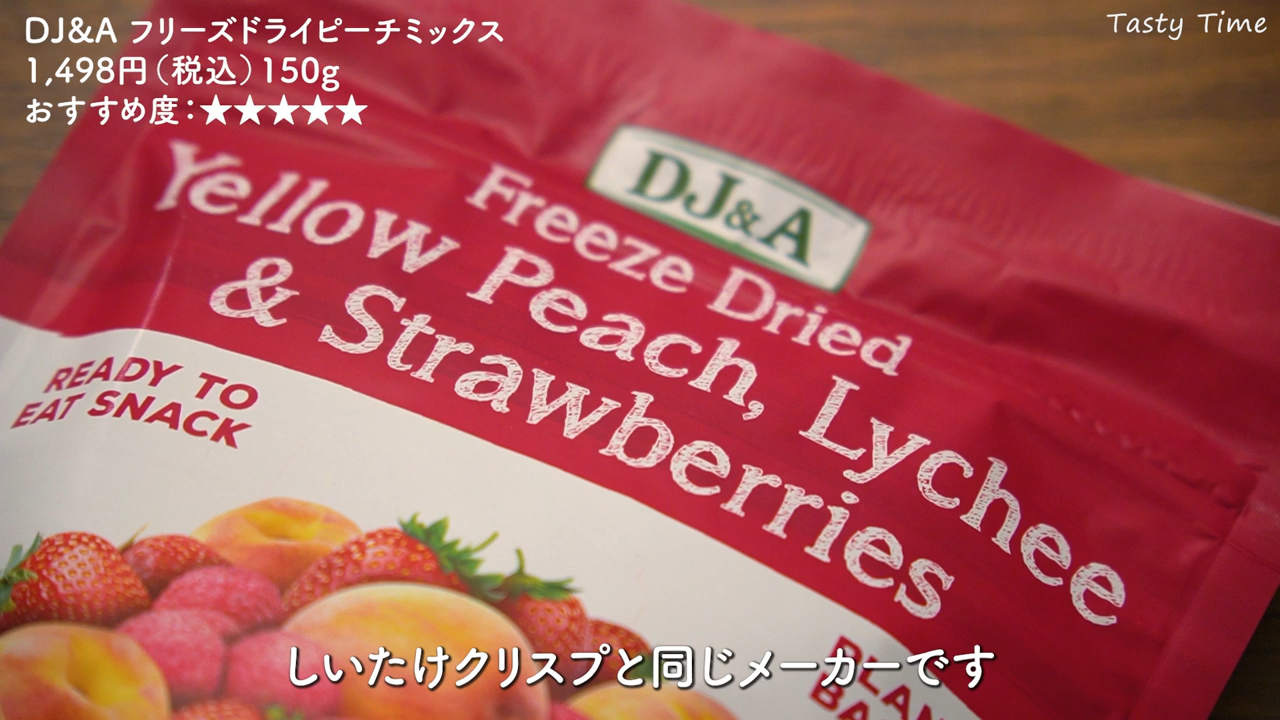 DJ&A フリーズドライピーチミックス
1,498円（税込）150g
おすすめ度：★★★★★
Tasty Time
DJ&A
Freeze Dried
Yellow Peach, Lychee
& Strawberries
READY TO
EAT SNACK
しいたけクリスプと同じメーカーです